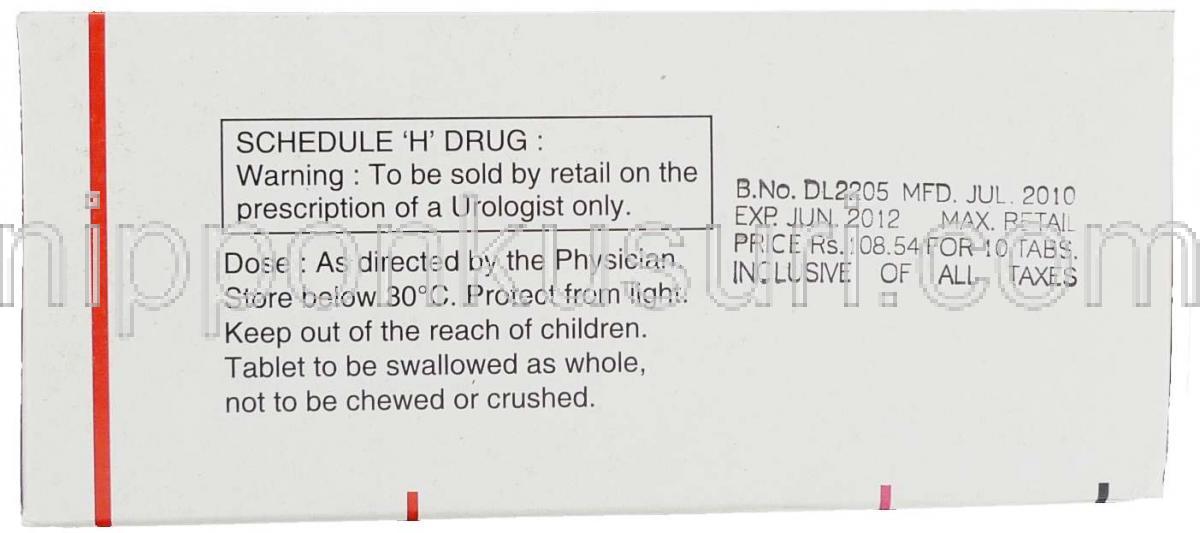 SCHEDULE ‘H’ DRUG :
Warning : To be sold by retail on the
prescription of a Urologist only.
Dose : As directed by the Physician.
Store below 30°C. Protect from light.
Keep out of the reach of children.
Tablet to be swallowed as whole,
not to be chewed or crushed.
B.No. DL2205 MFD. JUL. 2010
EXP. JUN. 2012 MAX. RETAIL
PRICE Rs.108.54 FOR 10 TABS.
INCLUSIVE OF ALL TAXES
nipponkusuri.com